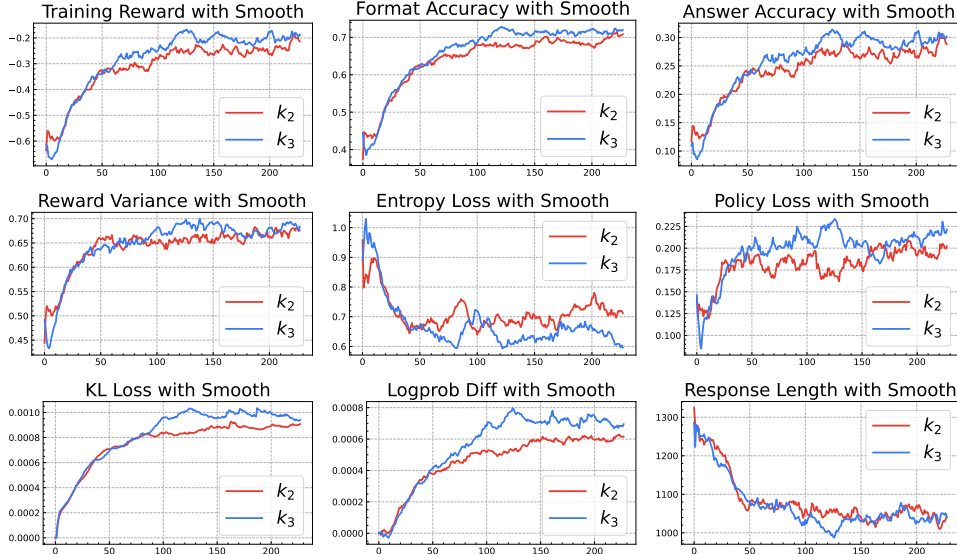 Training Reward with Smooth
−0.2
−0.3
−0.4
−0.5
−0.6
0 50 100 150 200
k2
k3
Format Accuracy with Smooth
0.7
0.6
0.5
0.4
0 50 100 150 200
k2
k3
Answer Accuracy with Smooth
0.30
0.25
0.20
0.15
0.10
0 50 100 150 200
k2
k3
Reward Variance with Smooth
0.70
0.65
0.60
0.55
0.50
0.45
0 50 100 150 200
k2
k3
Entropy Loss with Smooth
1.0
0.9
0.8
0.7
0.6
0 50 100 150 200
k2
k3
Policy Loss with Smooth
0.225
0.200
0.175
0.150
0.125
0.100
0 50 100 150 200
k2
k3
KL Loss with Smooth
0.0010
0.0008
0.0006
0.0004
0.0002
0.0000
0 50 100 150 200
k2
k3
Logprob Diff with Smooth
0.0008
0.0006
0.0004
0.0002
0.0000
0 50 100 150 200
k2
k3
Response Length with Smooth
1300
1200
1100
1000
0 50 100 150 200
k2
k3